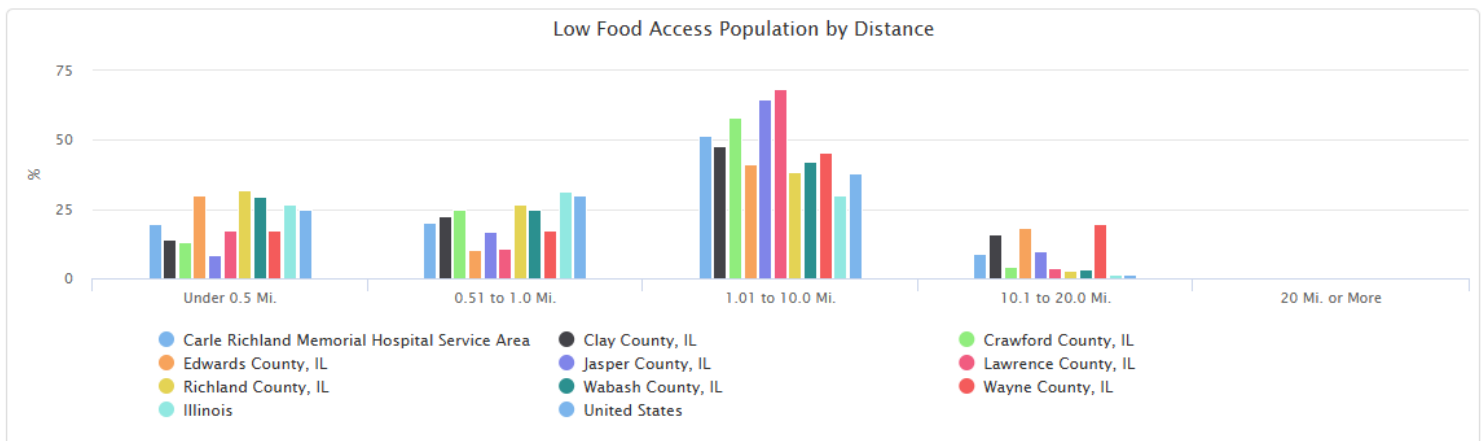 Low Food Access Population by Distance
75
50
25
0
%
Under 0.5 Mi. 0.51 to 1.0 Mi. 1.01 to 10.0 Mi. 10.1 to 20.0 Mi. 20 Mi. or More
Carle Richland Memorial Hospital Service Area Clay County, IL Crawford County, IL
Edwards County, IL Jasper County, IL Lawrence County, IL
Richland County, IL Wabash County, IL Wayne County, IL
Illinois United States